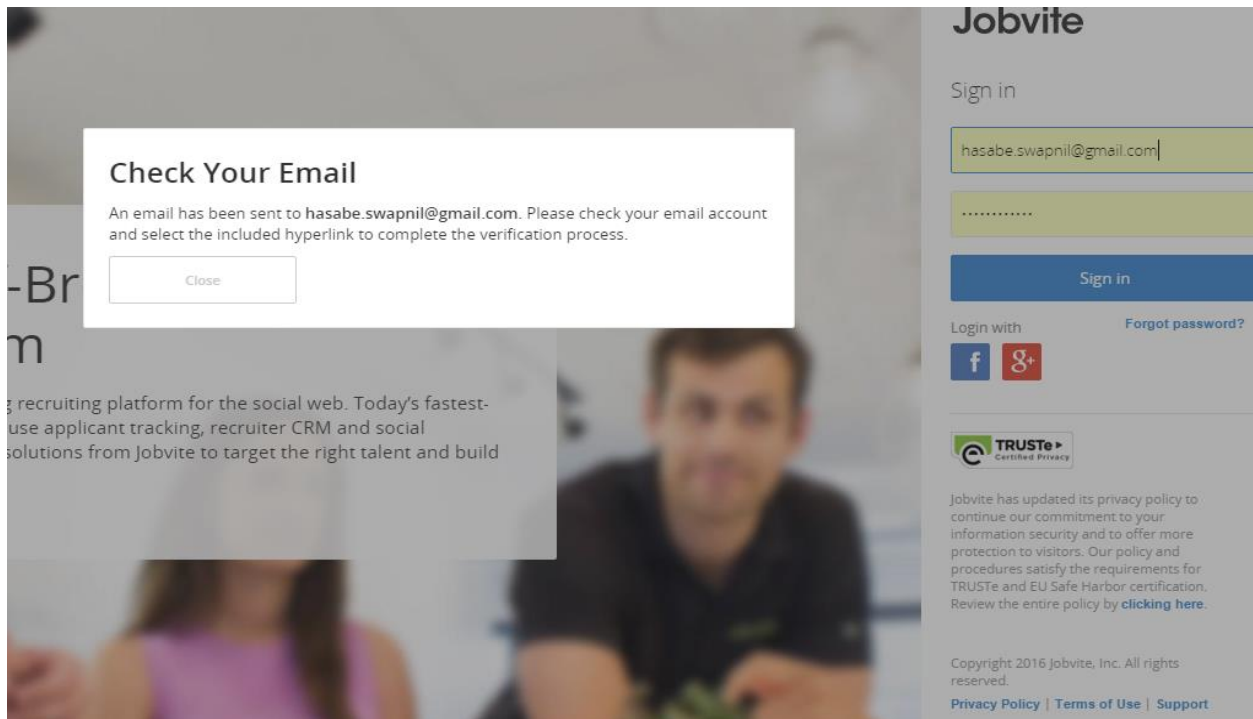 Jobvite
Sign in
hasabe.swapnil@gmail.com
............
Sign in
Login with
Forgot password?
f
g+
TRUSTe
Certified Privacy
Jobvite has updated its privacy policy to
continue our commitment to your
information security and to offer more
protection to visitors. Our policy and
procedures satisfy the requirements for
TRUSTe and EU Safe Harbor certification.
Review the entire policy by clicking here.
Copyright 2016 Jobvite, Inc. All rights
reserved.
Privacy Policy | Terms of Use | Support
Check Your Email
An email has been sent to hasabe.swapnil@gmail.com. Please check your email account
and select the included hyperlink to complete the verification process.
Close
-Br
m
recruiting platform for the social web. Today's fastest-
use applicant tracking, recruiter CRM and social
solutions from Jobvite to target the right talent and build